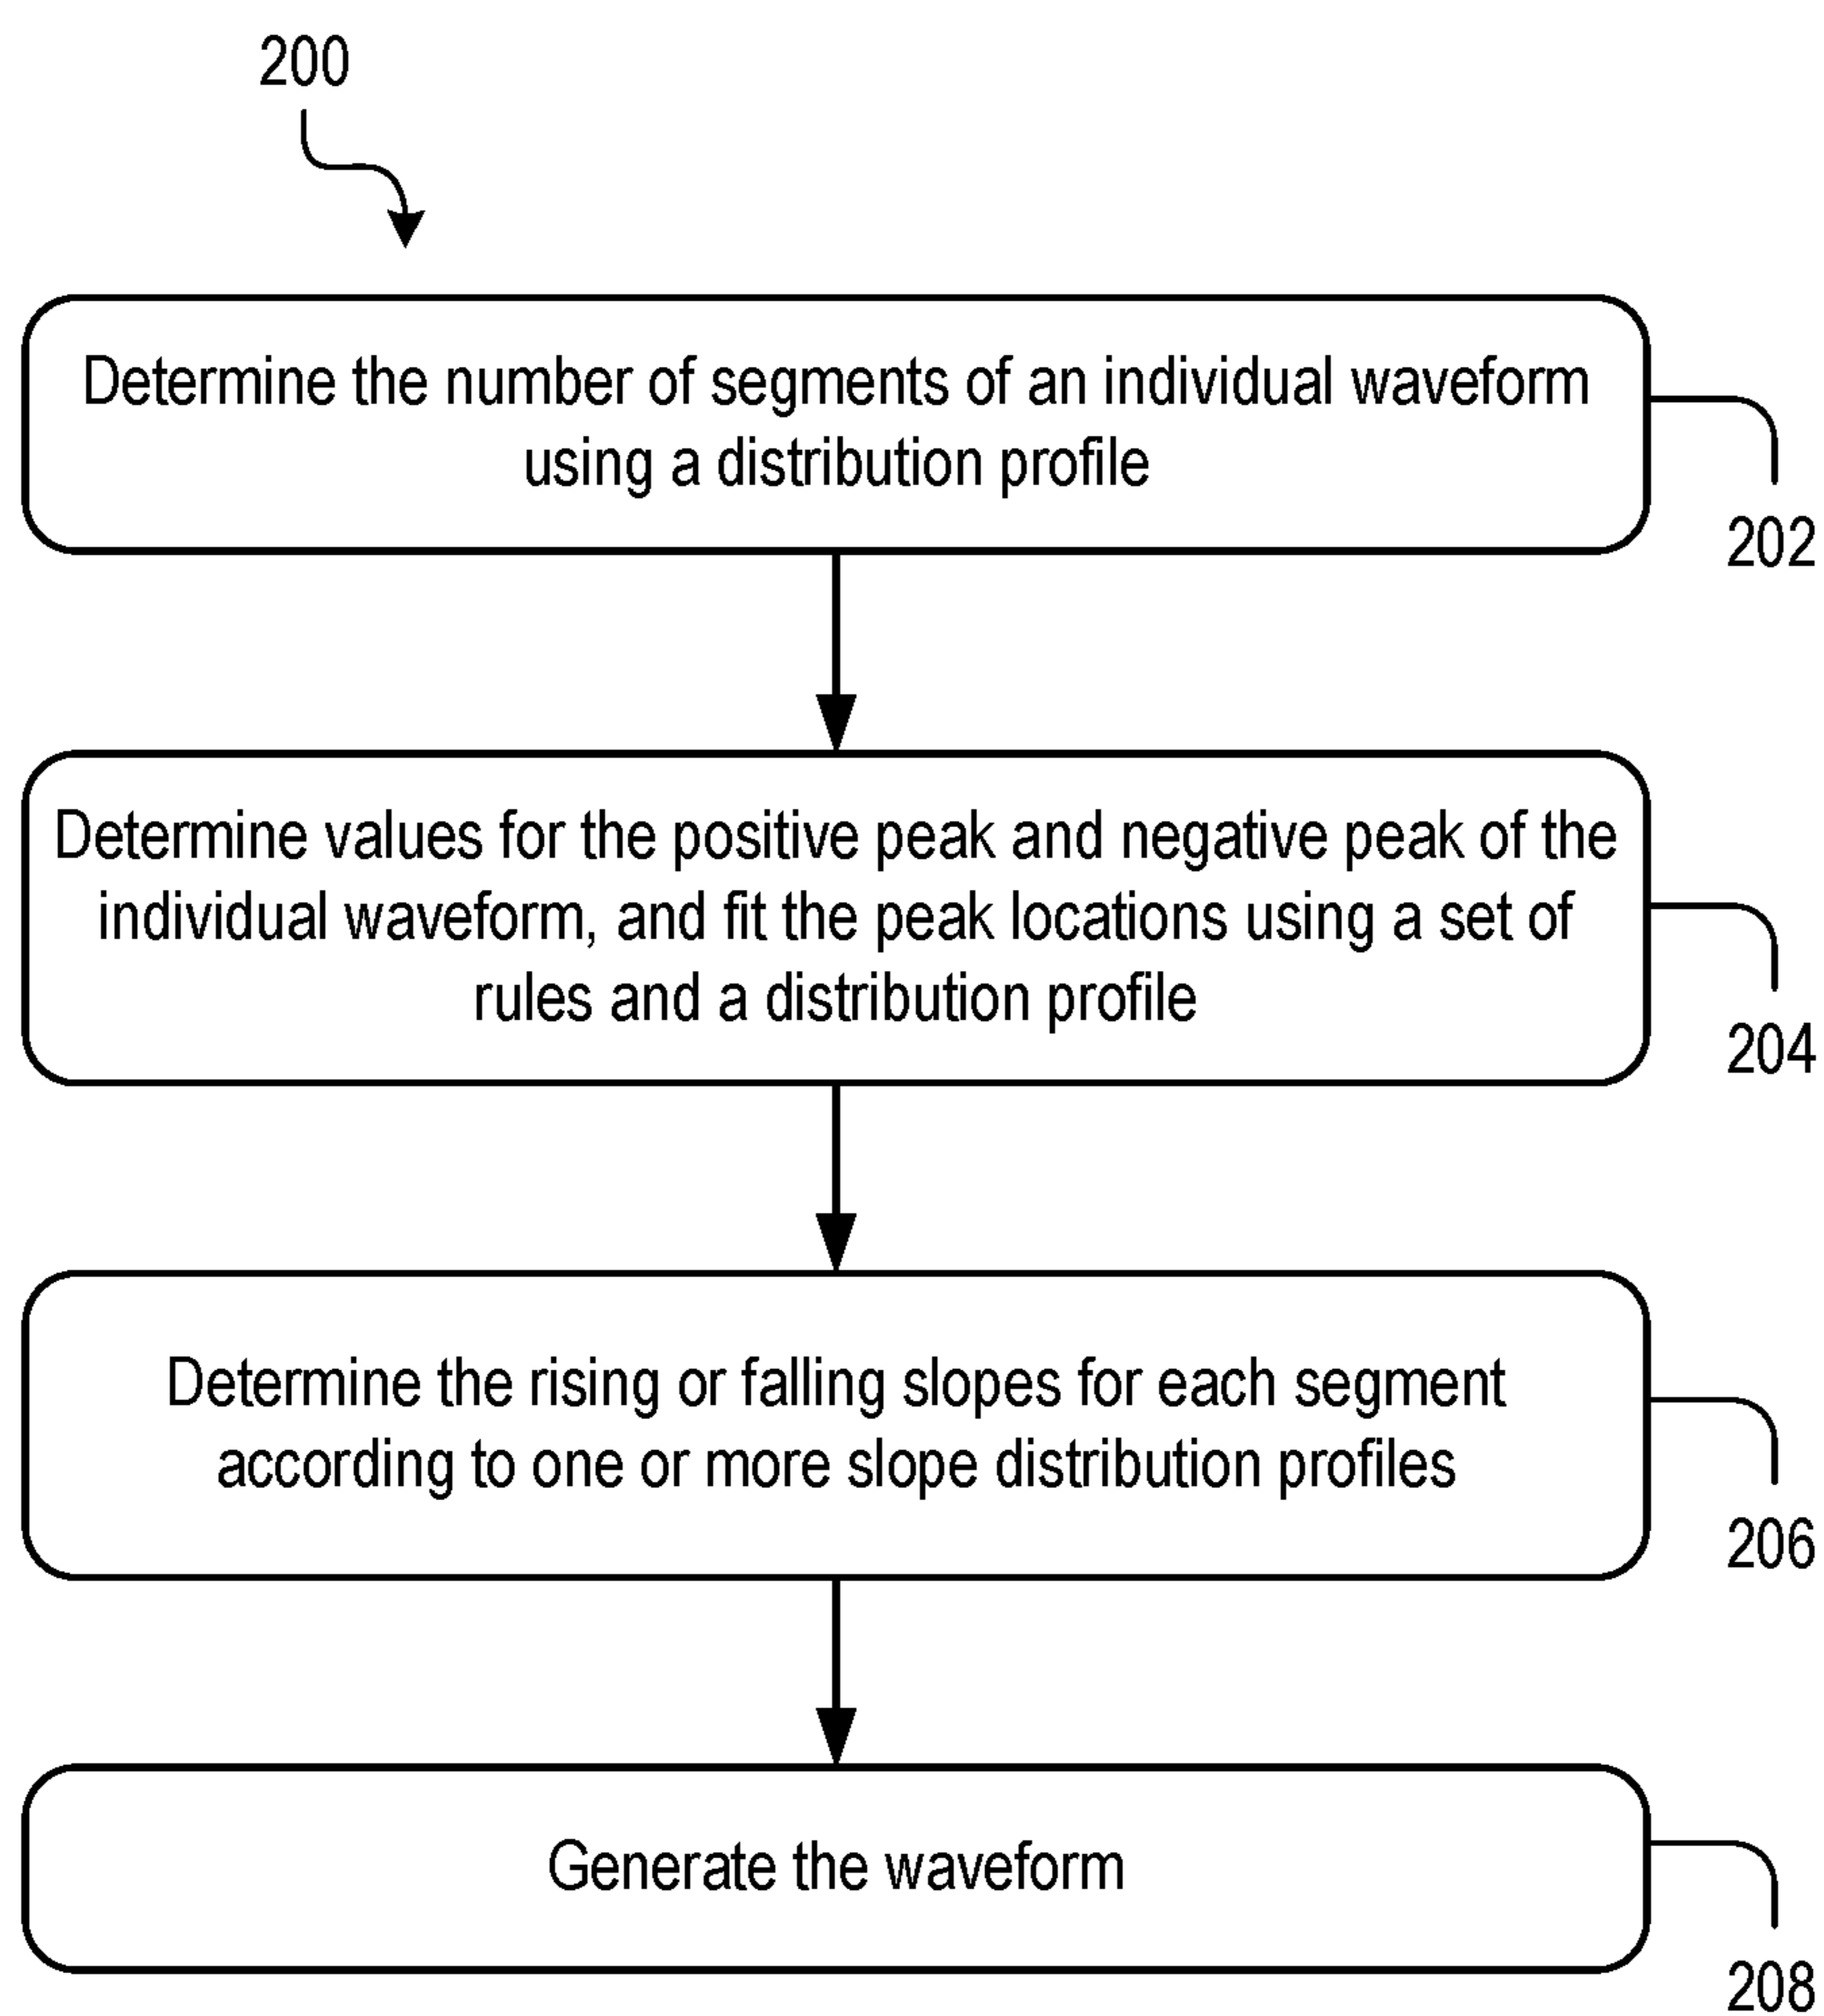 200
Determine the number of segments of an individual waveform
using a distribution profile
202
Determine values for the positive peak and negative peak of the
individual waveform, and fit the peak locations using a set of
rules and a distribution profile
204
Determine the rising or falling slopes for each segment
according to one or more slope distribution profiles
206
Generate the waveform
208